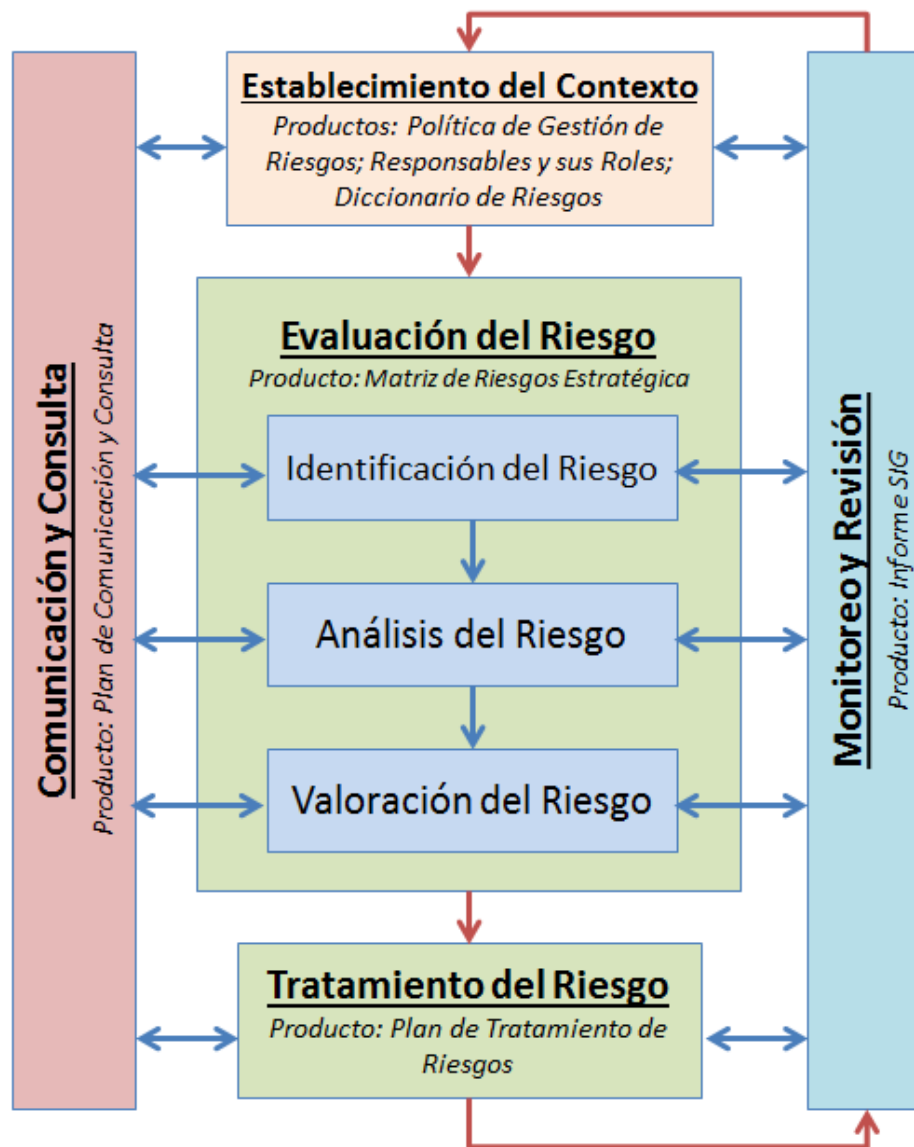 Establecimiento del Contexto
Productos: Política de Gestión de
Riesgos; Responsables y sus Roles;
Diccionario de Riesgos
Evaluación del Riesgo
Producto: Matriz de Riesgos Estratégica
Identificación del Riesgo
Análisis del Riesgo
Valoración del Riesgo
Tratamiento del Riesgo
Producto: Plan de Tratamiento de
Riesgos
Comunicación y Consulta
Producto: Plan de Comunicación y Consulta
Monitoreo y Revisión
Producto: Informe SIG